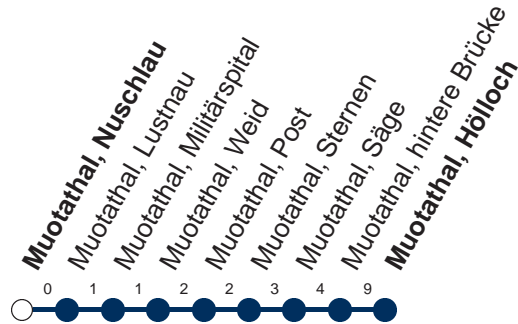 Muotathal, Nuschlau
Muotathal, Lustnau
Muotathal, Militärspital
Muotathal, Weid
Muotathal, Post
Muotathal, Sternen
Muotathal, Säge
Muotathal, hintere Brücke
Muotathal, Hölloch
0 1 1 2 2 3 4 9